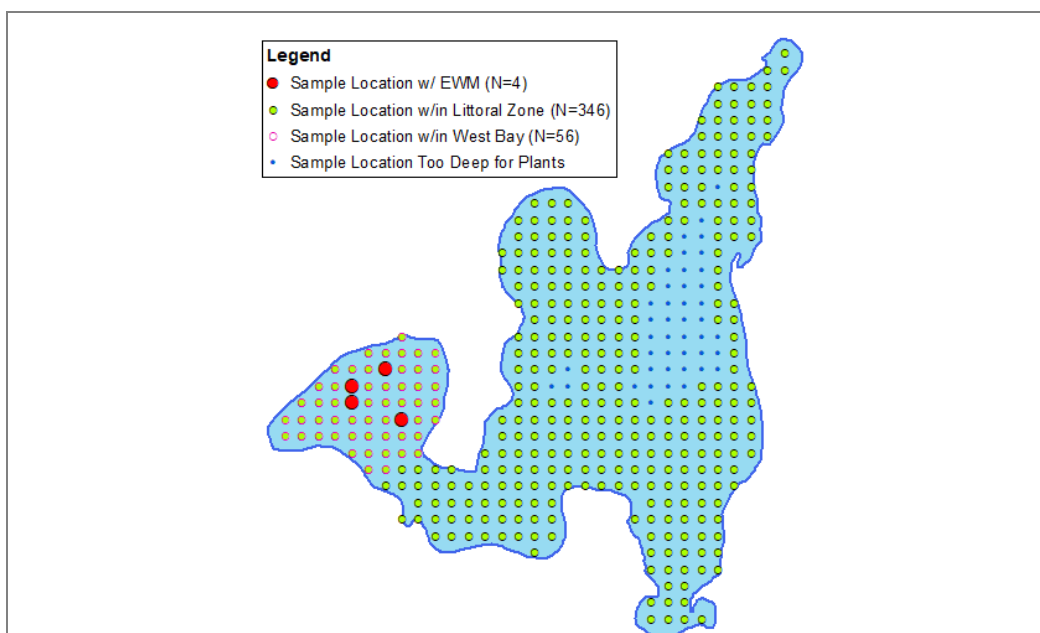 Legend
Sample Location w/ EWM (N=4)
Sample Location w/in Littoral Zone (N=346)
Sample Location w/in West Bay (N=56)
Sample Location Too Deep for Plants